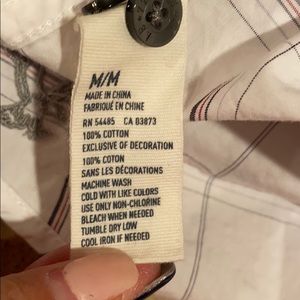 M/M
MADE IN CHINA
FABRIQUÉ EN CHINE
RN 54485 CA 03873
100% COTTON
EXCLUSIVE OF DECORATION
100% COTON
SANS LES DÉCORATIONS
MACHINE WASH
COLD WITH LIKE COLORS
USE ONLY NON-CHLORINE
BLEACH WHEN NEEDED
TUMBLE DRY LOW
COOL IRON IF NEEDED